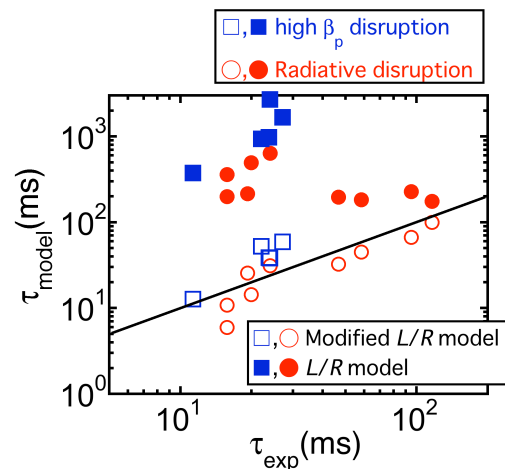 □,■ high βp disruption
○,● Radiative disruption
10³
10²
10¹
10⁰
τmodel(ms)
□,○ Modified L/R model
■,● L/R model
10¹ 10²
τexp(ms)